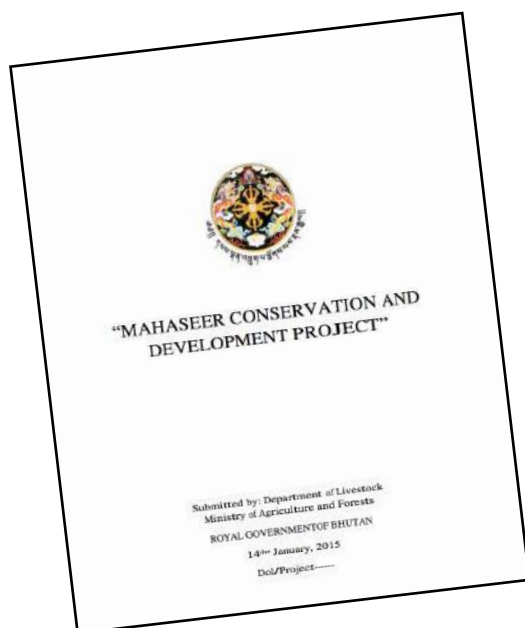 “MAHASEER CONSERVATION AND
DEVELOPMENT PROJECT”
Submitted by: Department of Livestock
Ministry of Agriculture and Forests
ROYAL GOVERNMENTOF BHUTAN
14ᵗʰ January, 2015
Dol/Project------